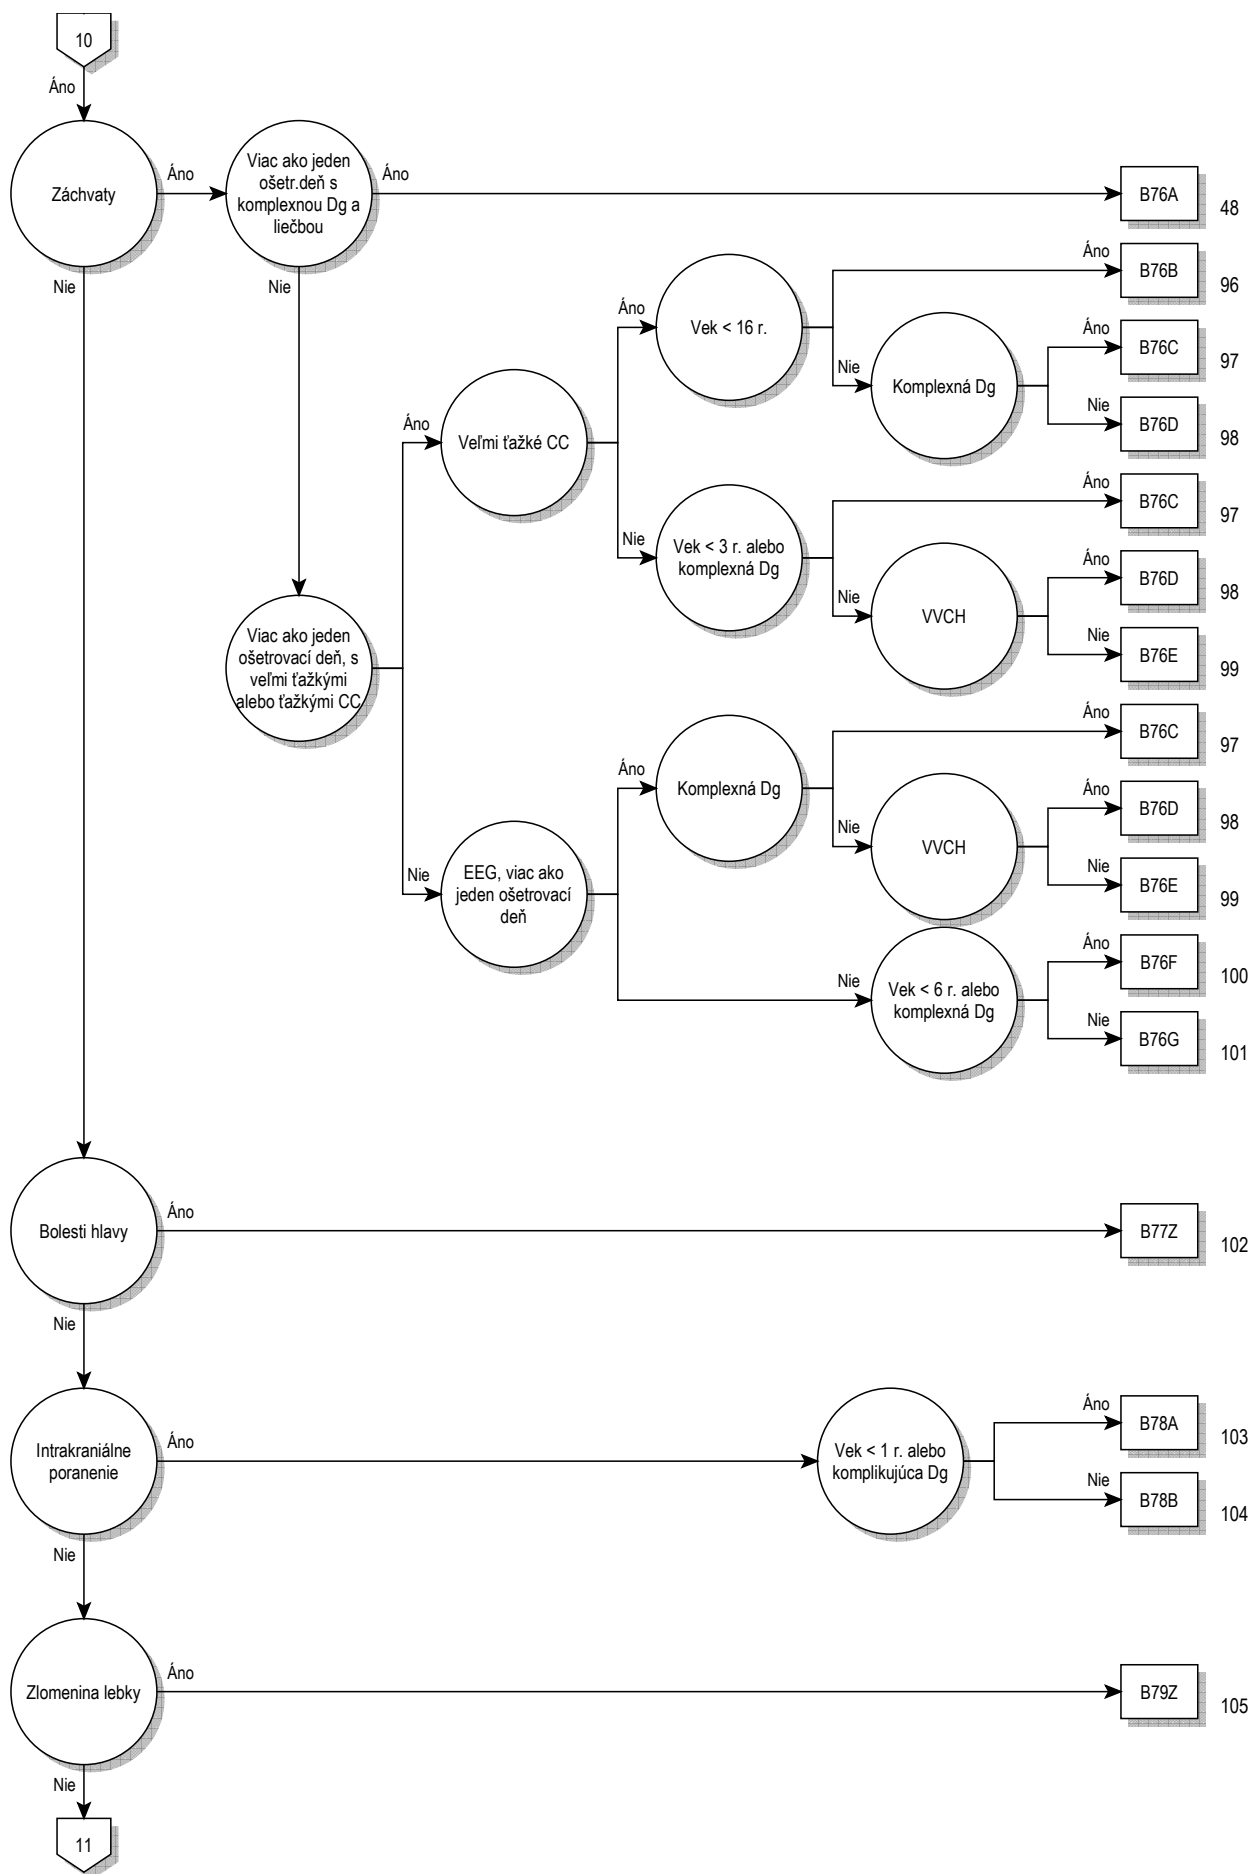 10
Áno
Záchvaty
Áno
Viac ako jeden
ošetr.deň s
komplexnou Dg a
liečbou
Áno
B76A
48
Nie
Nie
Áno
B76B
96
Áno
Vek < 16 r.
Áno
B76C
97
Nie
Komplexná Dg
Nie
B76D
98
Áno
Veľmi ťažké CC
Áno
B76C
97
Nie
Vek < 3 r. alebo
komplexná Dg
Áno
B76D
98
Nie
VVCH
Nie
B76E
99
Viac ako jeden
ošetrovací deň, s
veľmi ťažkými
alebo ťažkými CC
Áno
B76C
97
Áno
Komplexná Dg
Áno
B76D
98
Nie
VVCH
Nie
B76E
99
Nie
EEG, viac ako
jeden ošetrovací
deň
Áno
B76F
100
Nie
Vek < 6 r. alebo
komplexná Dg
Nie
B76G
101
Bolesti hlavy
Áno
B77Z
102
Nie
Intrakraniálne
poranenie
Áno
Vek < 1 r. alebo
komplikujúca Dg
Áno
B78A
103
Nie
B78B
104
Nie
Zlomenina lebky
Áno
B79Z
105
Nie
11